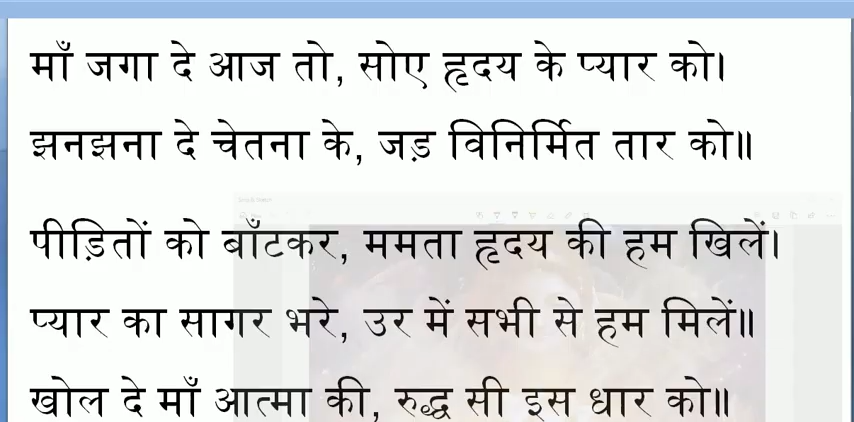 माँ जगा दे आज तो, सोए हृदय के प्यार को।
झनझना दे चेतना के, जड़ विनिर्मित तार को॥
पीड़ितों को बाँटकर, ममता हृदय की हम खिलें।
प्यार का सागर भरे, उर में सभी से हम मिलें॥
खोल दे माँ आत्मा की, रुद्ध सी इस धार को॥